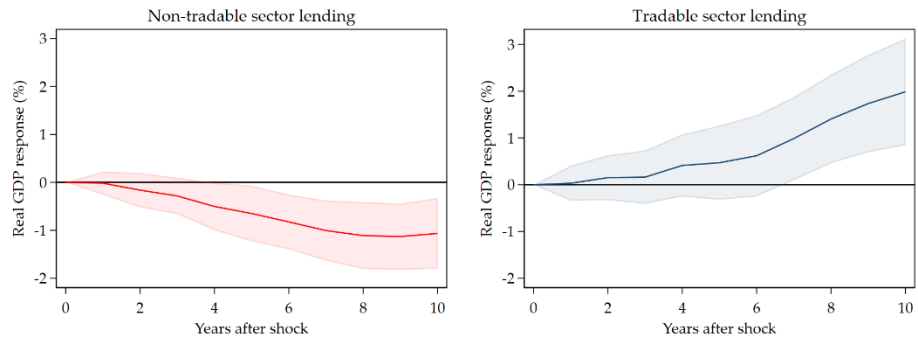 Non-tradable sector lending
Real GDP response (%)
3
2
1
0
-1
-2
0 2 4 6 8 10
Years after shock
Tradable sector lending
Real GDP response (%)
3
2
1
0
-1
-2
0 2 4 6 8 10
Years after shock